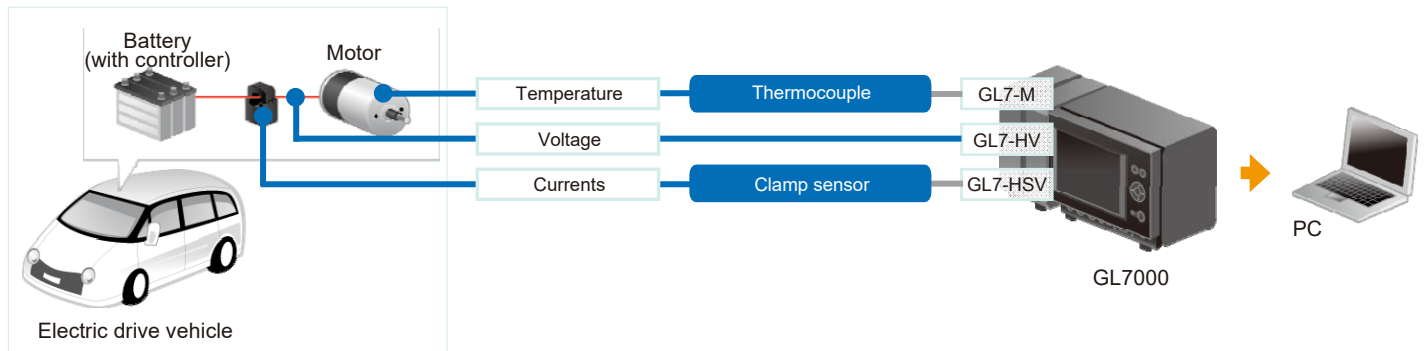 Battery
(with controller)
Motor
Temperature
Thermocouple
GL7-M
Voltage
GL7-HV
Currents
Clamp sensor
GL7-HSV
PC
GL7000
Electric drive vehicle